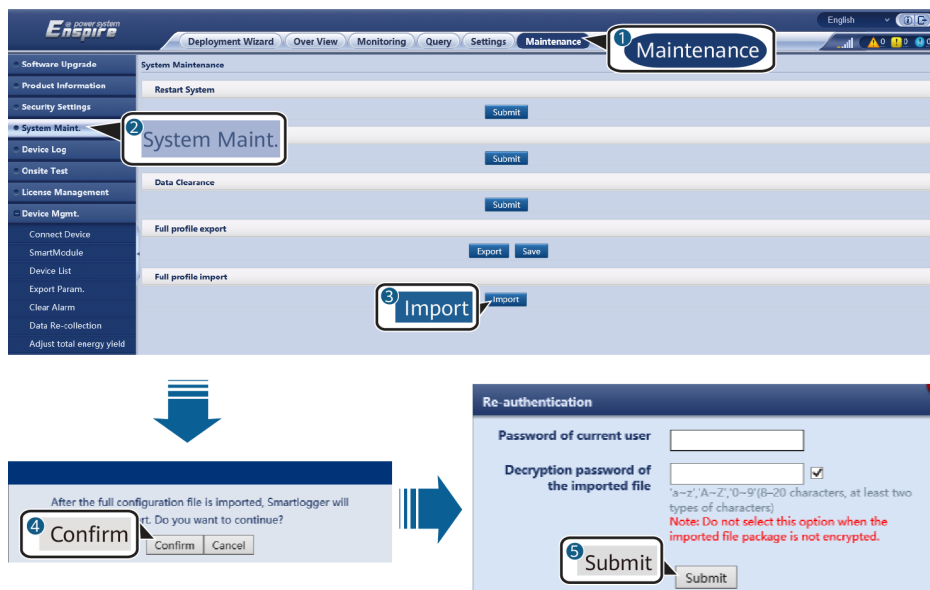 power system
Enspire
English
Deployment Wizard
Over View
Monitoring
Query
Settings
Maintenance
1
Maintenance
0
0
Software Upgrade
Product Information
Security Settings
System Maint.
Device Log
Onsite Test
License Management
Device Mgmt.
Connect Device
SmartModule
Device List
Export Param.
Clear Alarm
Data Re-collection
Adjust total energy yield
2
System Maint.
System Maintenance
Restart System
Submit
Submit
Data Clearance
Submit
Full profile export
Export
Save
Full profile import
3
Import
Import
After the full configuration file is imported, Smartlogger will
rt. Do you want to continue?
4
Confirm
Confirm
Cancel
Re-authentication
Password of current user
Decryption password of
the imported file
'a~z','A~Z','0~9'(8–20 characters, at least two
types of characters)
Note: Do not select this option when the
imported file package is not encrypted.
5
Submit
Submit